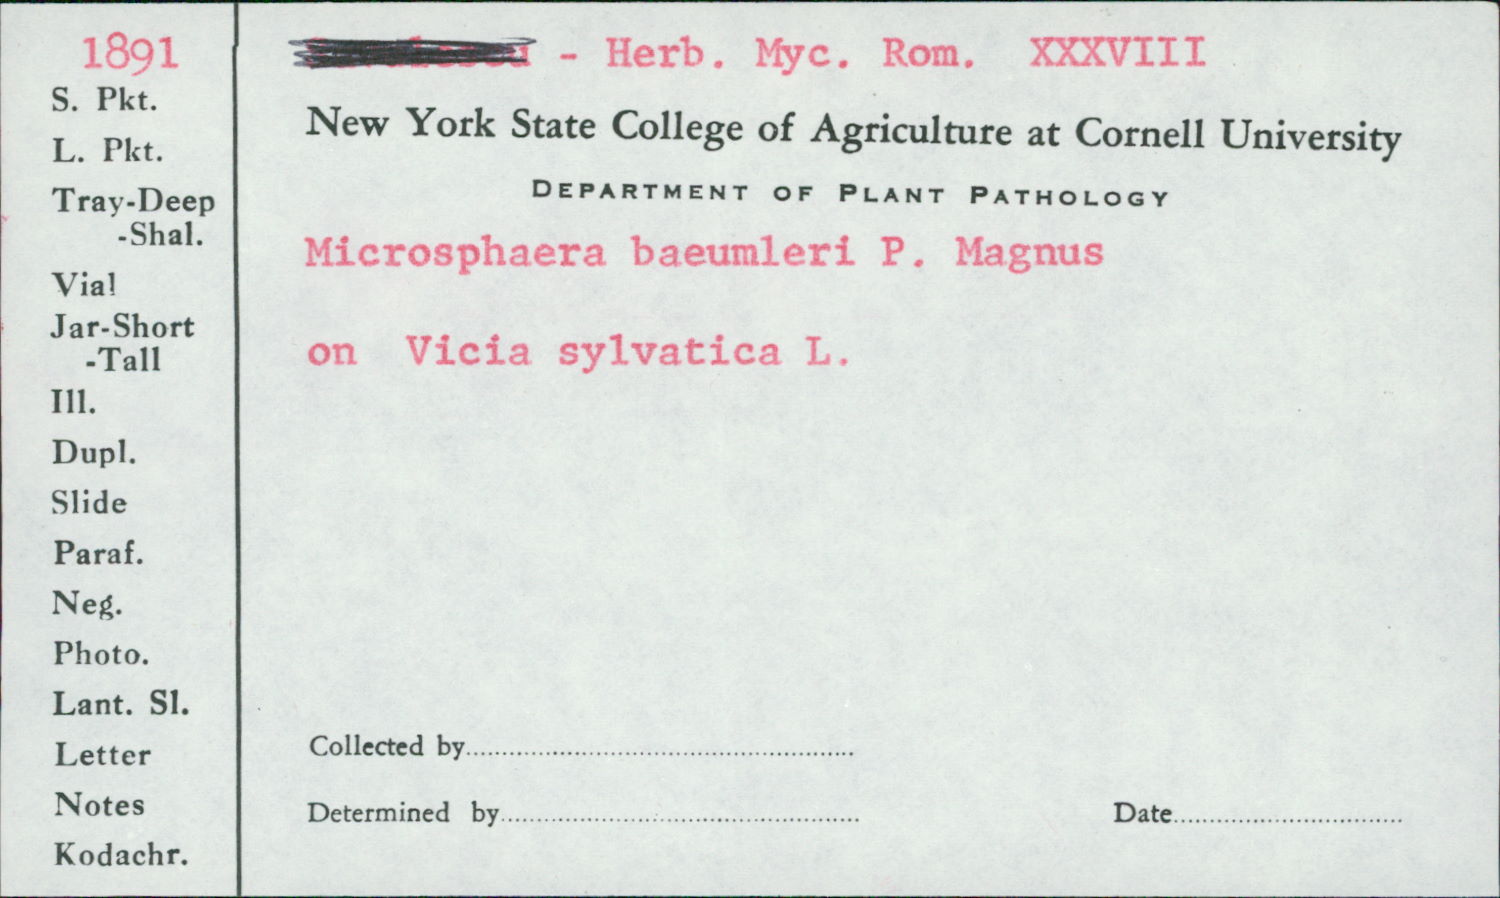 1891
- Herb. Myc. Rom. XXXVIII
New York State College of Agriculture at Cornell University
DEPARTMENT OF PLANT PATHOLOGY
Microsphaera baeumleri P. Magnus
on Vicia sylvatica L.
Collected by
Determined by
Date
S. Pkt.
L. Pkt.
Tray-Deep
-Shal.
Vial
Jar-Short
-Tall
Ill.
Dupl.
Slide
Paraf.
Neg.
Photo.
Lant. Sl.
Letter
Notes
Kodachr.